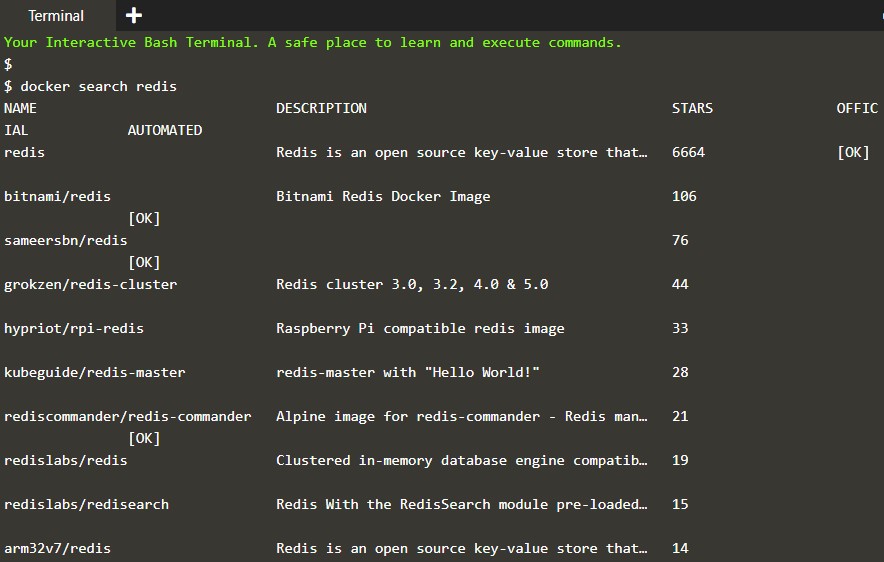 Terminal
Your Interactive Bash Terminal. A safe place to learn and execute commands.
$
$ docker search redis
NAME DESCRIPTION STARS OFFIC
IAL AUTOMATED
redis Redis is an open source key-value store that… 6664 [OK]
bitnami/redis Bitnami Redis Docker Image 106
[OK]
sameersbn/redis 76
[OK]
grokzen/redis-cluster Redis cluster 3.0, 3.2, 4.0 & 5.0 44
hypriot/rpi-redis Raspberry Pi compatible redis image 33
kubeguide/redis-master redis-master with "Hello World!" 28
rediscommander/redis-commander Alpine image for redis-commander - Redis man… 21
[OK]
redislabs/redis Clustered in-memory database engine compatib… 19
redislabs/redisearch Redis With the RedisSearch module pre-loaded… 15
arm32v7/redis Redis is an open source key-value store that… 14